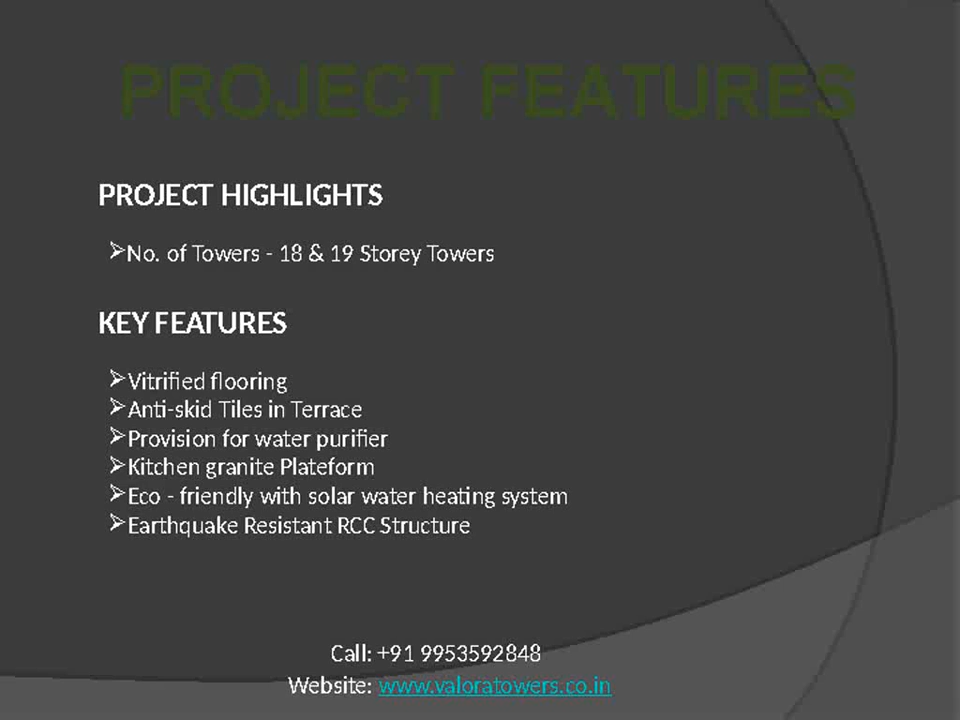 PROJECT FEATURES
PROJECT HIGHLIGHTS
➢No. of Towers - 18 & 19 Storey Towers
KEY FEATURES
➢Vitrified flooring
➢Anti-skid Tiles in Terrace
➢Provision for water purifier
➢Kitchen granite Plateform
➢Eco - friendly with solar water heating system
➢Earthquake Resistant RCC Structure
Call: +91 9953592848
Website: www.valoratowers.co.in